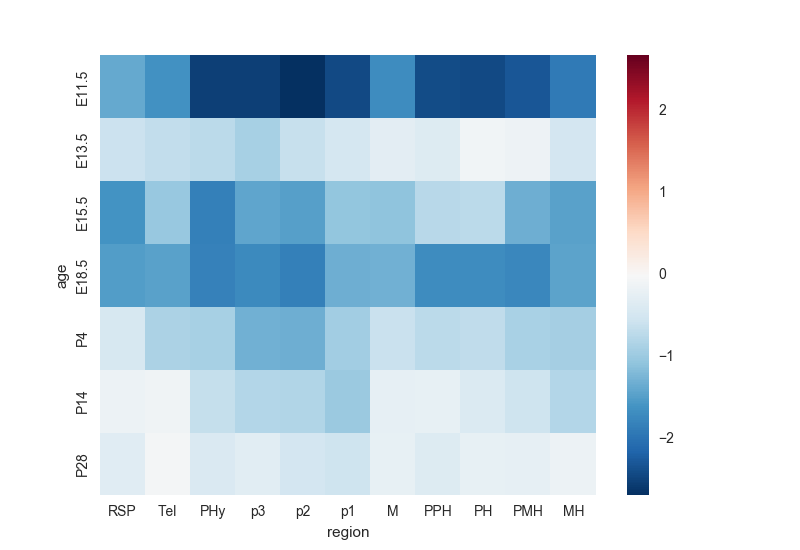 age
E11.5
E13.5
E15.5
E18.5
P4
P14
P28
RSP Tel PHy p3 p2 p1 M PPH PH PMH MH
region
2
1
0
−1
−2